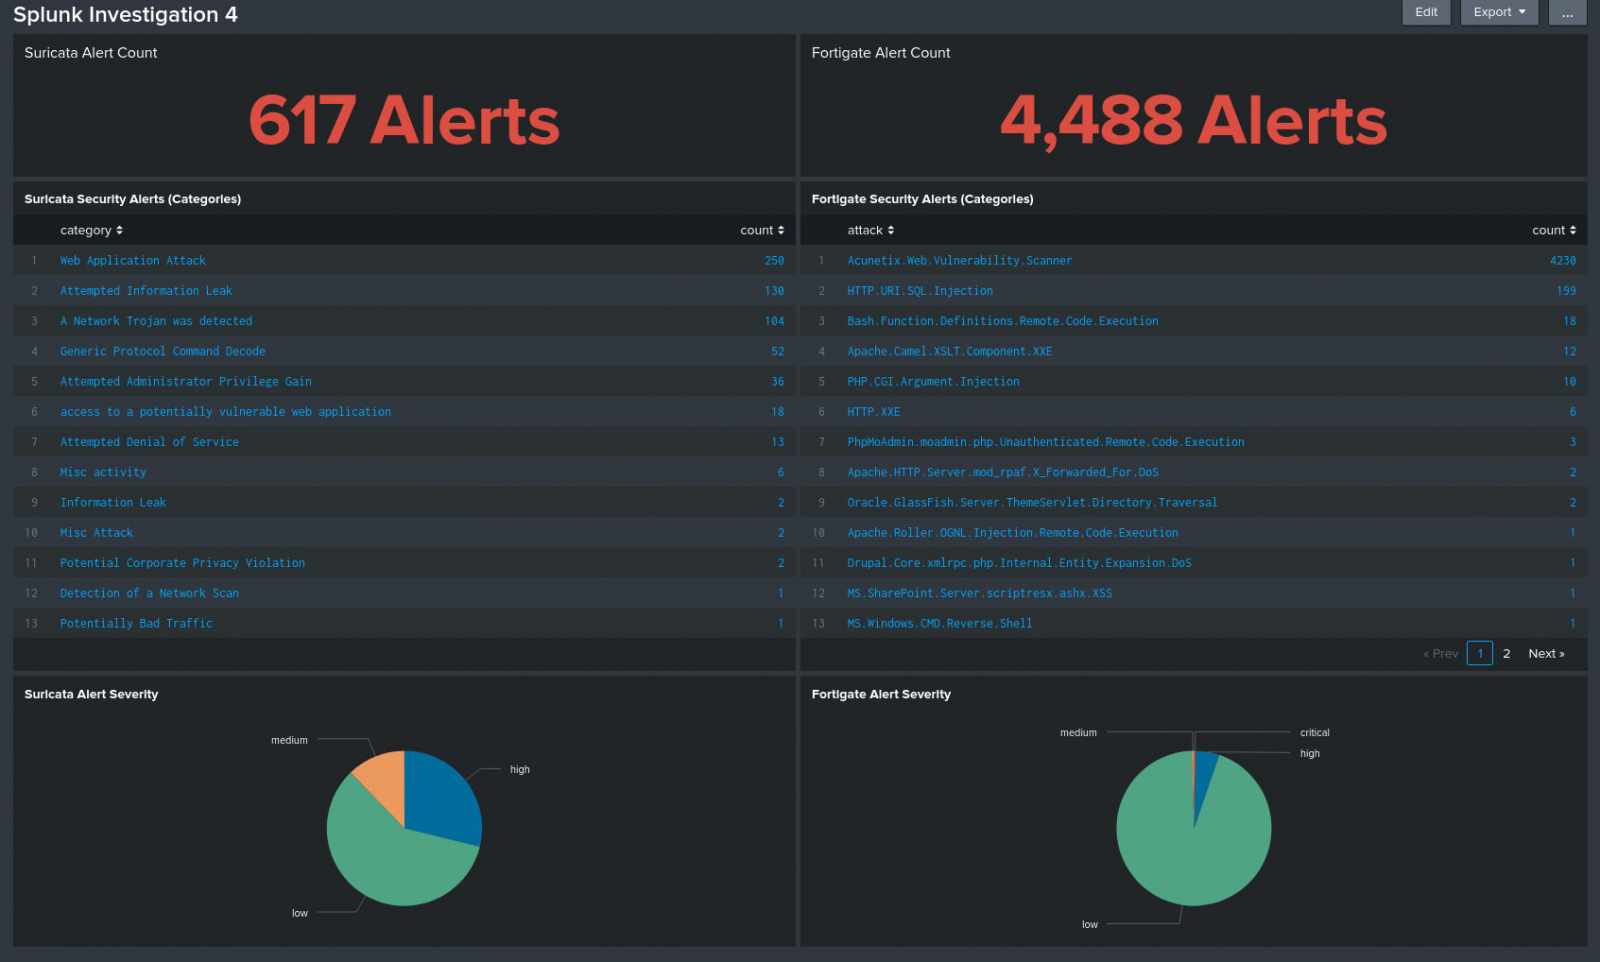 Splunk Investigation 4
Edit Export ...
Suricata Alert Count
617 Alerts
Fortigate Alert Count
4,488 Alerts
Suricata Security Alerts (Categories)
category count
1 Web Application Attack 250
2 Attempted Information Leak 130
3 A Network Trojan was detected 104
4 Generic Protocol Command Decode 52
5 Attempted Administrator Privilege Gain 36
6 access to a potentially vulnerable web application 18
7 Attempted Denial of Service 13
8 Misc activity 6
9 Information Leak 2
10 Misc Attack 2
11 Potential Corporate Privacy Violation 2
12 Detection of a Network Scan 1
13 Potentially Bad Traffic 1
Fortigate Security Alerts (Categories)
attack count
1 Acunetix.Web.Vulnerability.Scanner 4230
2 HTTP.URI.SQL.Injection 199
3 Bash.Function.Definitions.Remote.Code.Execution 18
4 Apache.Camel.XSLT.Component.XXE 12
5 PHP.CGI.Argument.Injection 10
6 HTTP.XXE 6
7 PhpMoAdmin.moadmin.php.Unauthenticated.Remote.Code.Execution 3
8 Apache.HTTP.Server.mod_rpaf.X_Forwarded_For.DoS 2
9 Oracle.GlassFish.Server.ThemeServlet.Directory.Traversal 2
10 Apache.Roller.OGNL.Injection.Remote.Code.Execution 1
11 Drupal.Core.xmlrpc.php.Internal.Entity.Expansion.DoS 1
12 MS.SharePoint.Server.scriptresx.ashx.XSS 1
13 MS.Windows.CMD.Reverse.Shell 1
« Prev 1 2 Next »
Suricata Alert Severity
medium
high
low
Fortigate Alert Severity
medium
critical
high
low